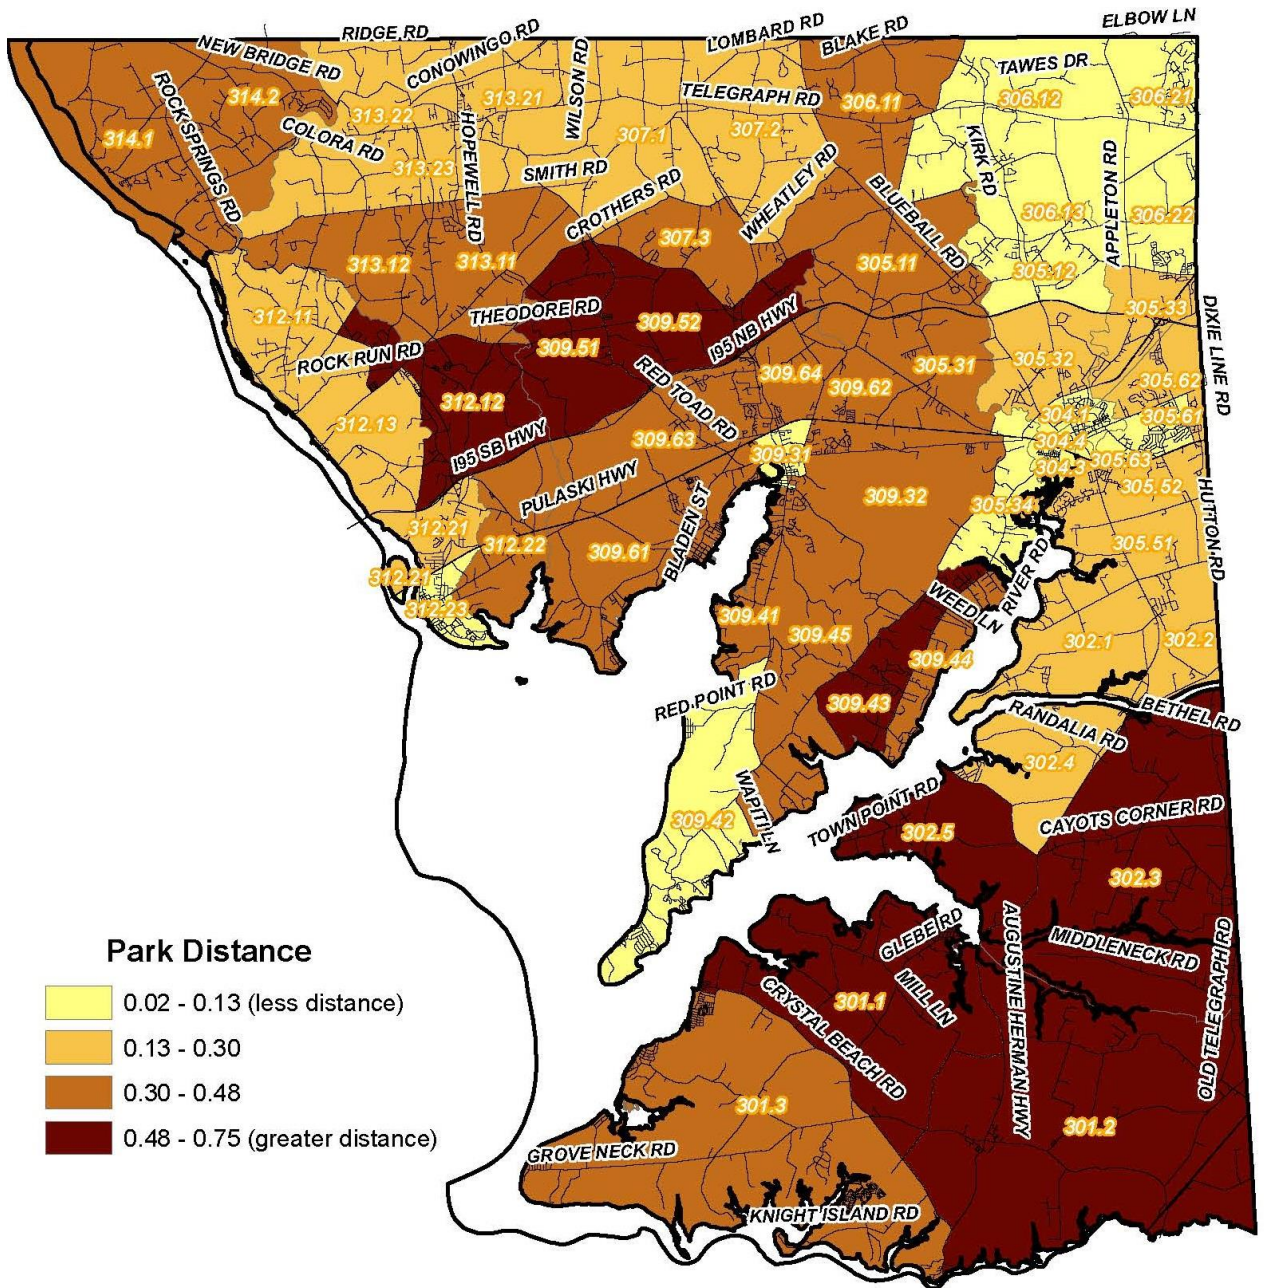 ELBOW LN
RIDGE RD
LOMBARD RD
BLAKE RD
NEW BRIDGE RD
CONOWINGO RD
WILSON RD
TAWES DR
314.2
313.21
TELEGRAPH RD
306.11
306.12
306.21
ROCK SPRINGS RD
313.22
COLORA RD
HOPEWELL RD
307.1
307.2
314.1
313.23
SMITH RD
CROTHERS RD
WHEATLEY RD
BLUEBALL RD
KIRK RD
APPLETON RD
306.13
306.22
307.3
313.12
313.11
305.11
305.12
305.33
312.11
THEODORE RD
309.52
I95 NB HWY
DIXIE LINE RD
ROCK RUN RD
309.51
RED TOAD RD
309.64
309.62
305.31
305.32
305.62
312.12
304.1
305.61
312.13
I95 SB HWY
309.63
309.31
304.4
305.63
304.3
PULASKI HWY
309.32
305.52
HUTTON RD
312.21
BLADEN ST
305.34
312.22
309.61
305.51
312.21
RIVER RD
312.23
WEED LN
309.41
309.45
302.1
302.2
309.44
RED POINT RD
309.43
BETHEL RD
RANDALIA RD
302.4
WAPITI LN
TOWN POINT RD
309.42
302.5
CAYOTS CORNER RD
302.3
GLEBE RD
AUGUSTINE HERMAN HWY
MIDDLENECK RD
OLD TELEGRAPH RD
301.1
MILL LN
CRYSTAL BEACH RD
301.3
301.2
GROVE NECK RD
KNIGHT ISLAND RD
Park Distance
0.02 - 0.13 (less distance)
0.13 - 0.30
0.30 - 0.48
0.48 - 0.75 (greater distance)